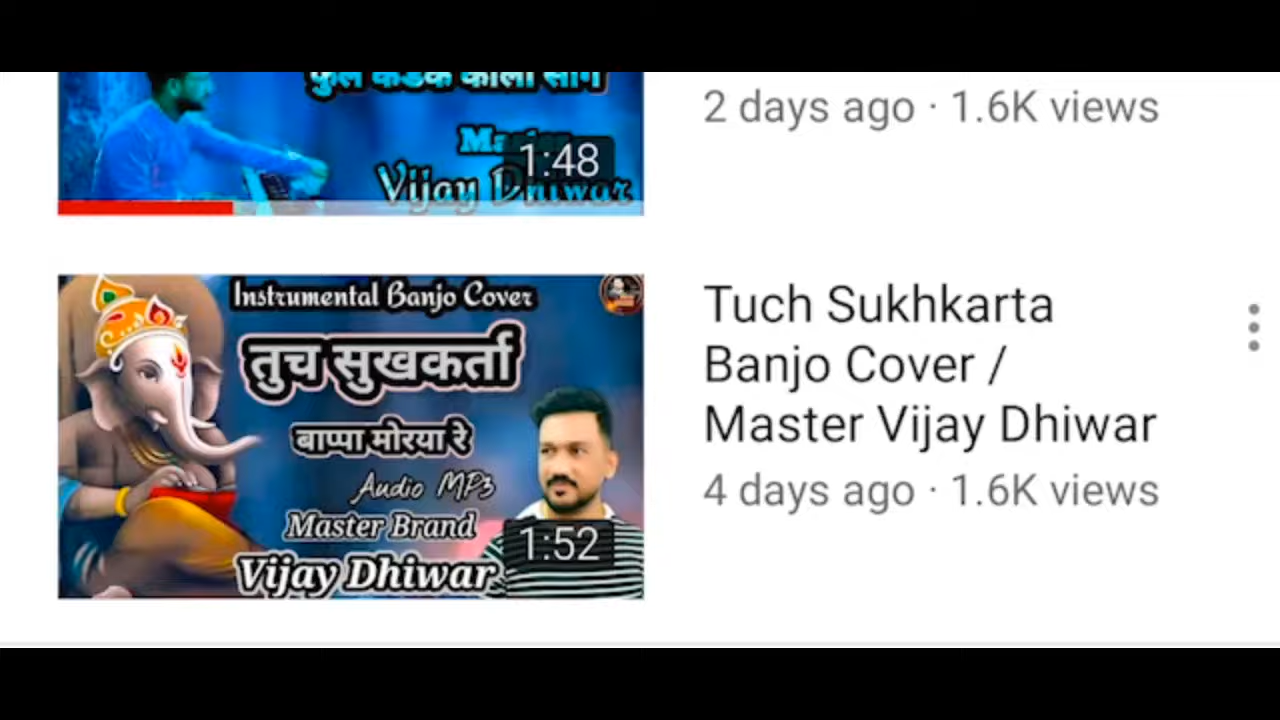 फुल कडक काली सांग
2 days ago · 1.6K views
1:48
Vijay Dhiwar
Instrumental Banjo Cover
तुच सुखकर्ता
बाप्पा मोरया रे
Audio MP3
Master Brand
1:52
Vijay Dhiwar
Tuch Sukhkarta
Banjo Cover /
Master Vijay Dhiwar
4 days ago · 1.6K views